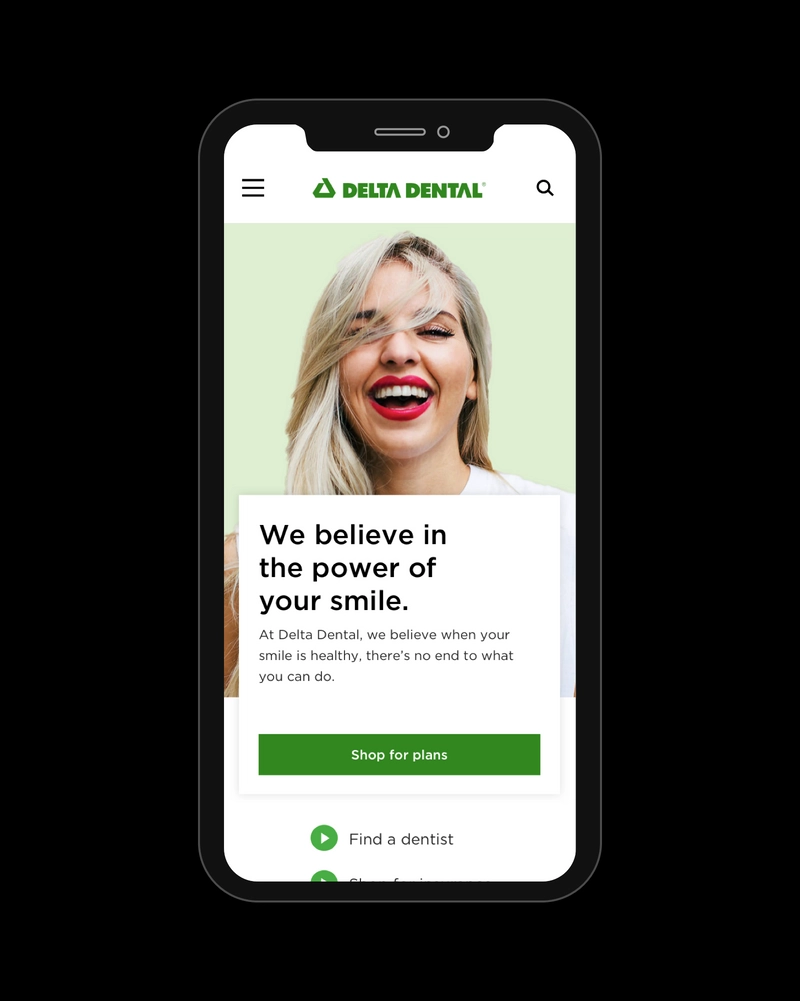 DELTA DENTAL
We believe in
the power of
your smile.
At Delta Dental, we believe when your
smile is healthy, there's no end to what
you can do.
Shop for plans
Find a dentist